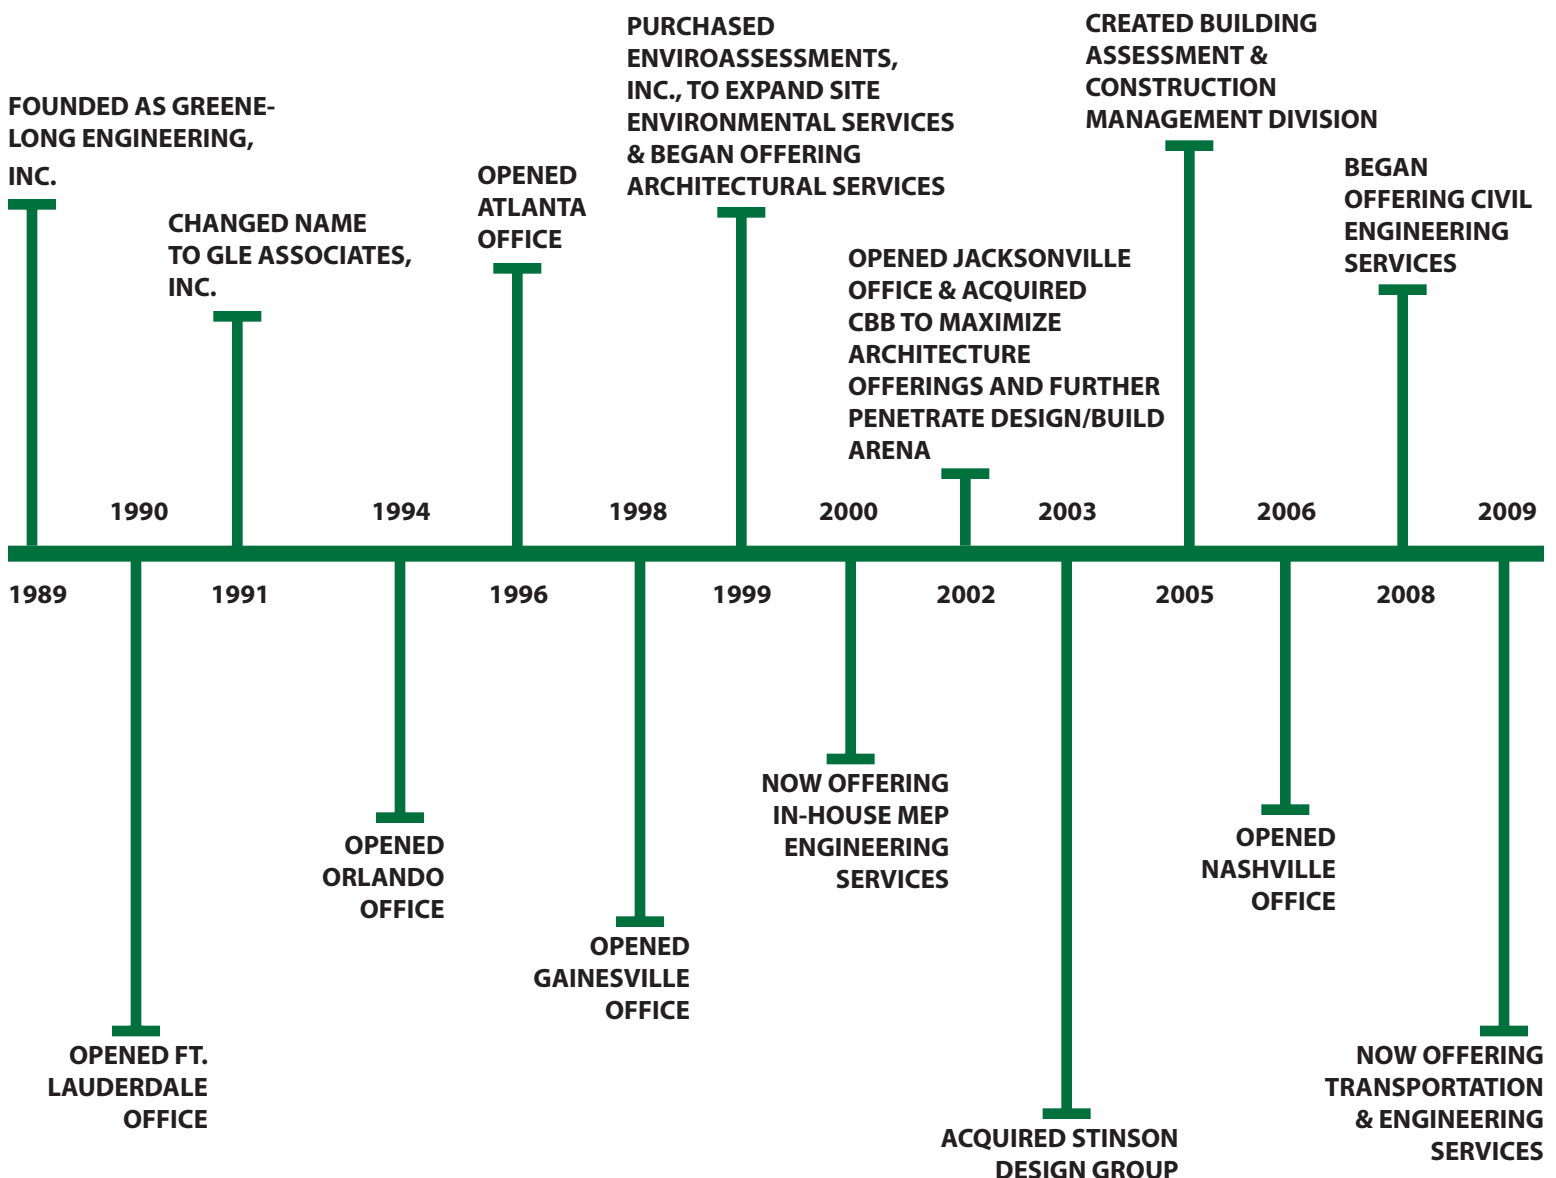 FOUNDED AS GREENE-
LONG ENGINEERING,
INC.
CHANGED NAME
TO GLE ASSOCIATES,
INC.
OPENED
ATLANTA
OFFICE
PURCHASED
ENVIROASSESSMENTS,
INC., TO EXPAND SITE
ENVIRONMENTAL SERVICES
& BEGAN OFFERING
ARCHITECTURAL SERVICES
OPENED JACKSONVILLE
OFFICE & ACQUIRED
CBB TO MAXIMIZE
ARCHITECTURE
OFFERINGS AND FURTHER
PENETRATE DESIGN/BUILD
ARENA
CREATED BUILDING
ASSESSMENT &
CONSTRUCTION
MANAGEMENT DIVISION
BEGAN
OFFERING CIVIL
ENGINEERING
SERVICES
1990 1994 1998 2000 2003 2006 2009
1989 1991 1996 1999 2002 2005 2008
OPENED FT.
LAUDERDALE
OFFICE
OPENED
ORLANDO
OFFICE
OPENED
GAINESVILLE
OFFICE
NOW OFFERING
IN-HOUSE MEP
ENGINEERING
SERVICES
ACQUIRED STINSON
DESIGN GROUP
OPENED
NASHVILLE
OFFICE
NOW OFFERING
TRANSPORTATION
& ENGINEERING
SERVICES